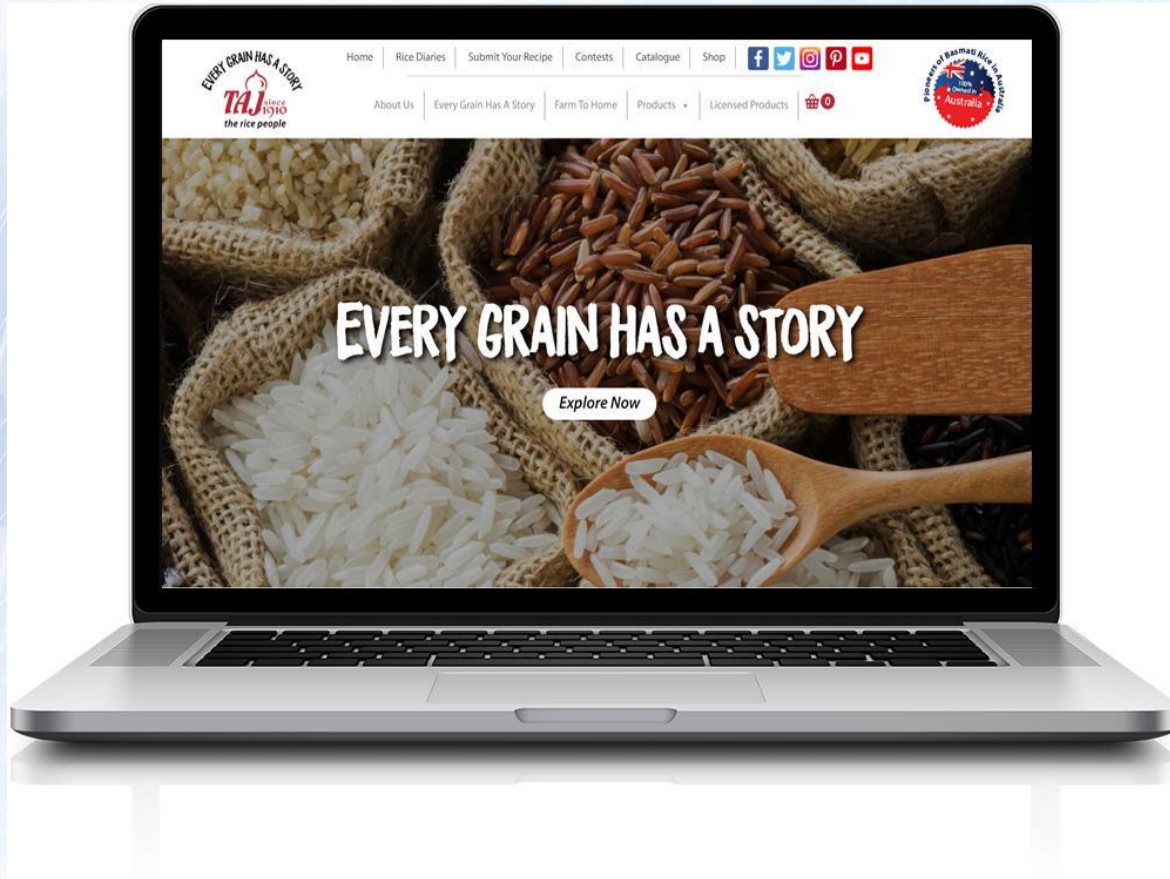 EVERY GRAIN HAS A STORY
TAJ since 1910
the rice people
Home Rice Diaries Submit Your Recipe Contests Catalogue Shop
About Us Every Grain Has A Story Farm To Home Products Licensed Products 0
Pioneers of Basmati Rice in Australia
100% Owned in Australia
EVERY GRAIN HAS A STORY
Explore Now